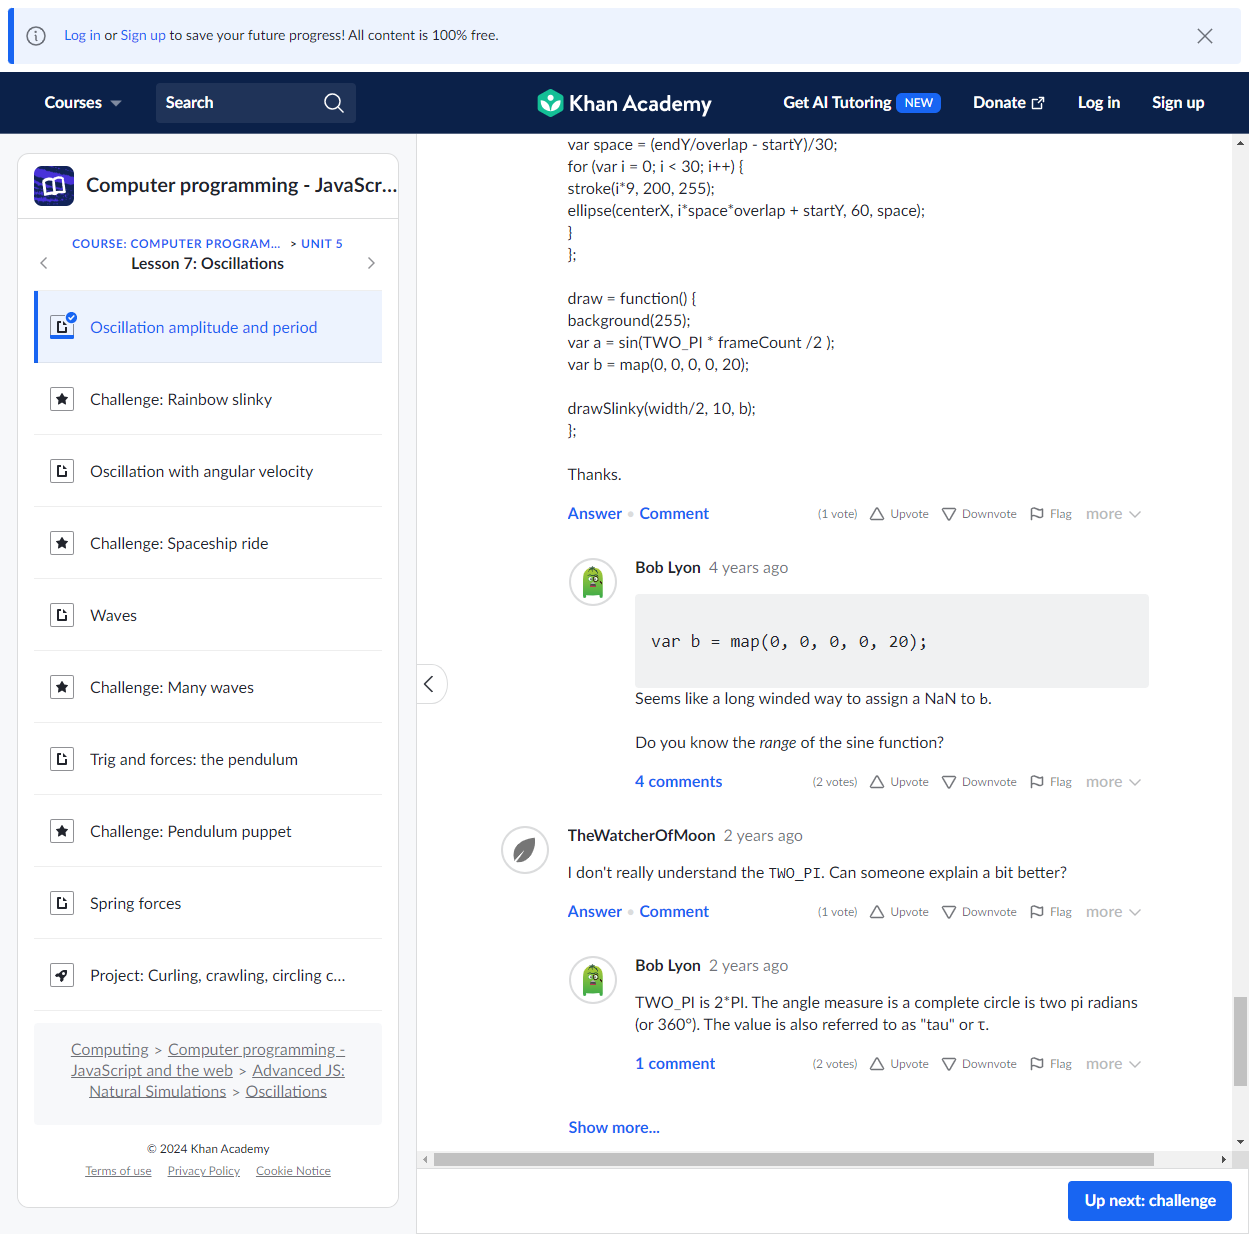 Log in or Sign up to save your future progress! All content is 100% free.
Courses
Search
Khan Academy
Get AI Tutoring NEW
Donate
Log in
Sign up
Computer programming - JavaScr...
COURSE: COMPUTER PROGRAM... > UNIT 5
Lesson 7: Oscillations
Oscillation amplitude and period
Challenge: Rainbow slinky
Oscillation with angular velocity
Challenge: Spaceship ride
Waves
Challenge: Many waves
Trig and forces: the pendulum
Challenge: Pendulum puppet
Spring forces
Project: Curling, crawling, circling c...
Computing > Computer programming -
JavaScript and the web > Advanced JS:
Natural Simulations > Oscillations
© 2024 Khan Academy
Terms of use Privacy Policy Cookie Notice
var space = (endY/overlap - startY)/30;
for (var i = 0; i < 30; i++) {
stroke(i*9, 200, 255);
ellipse(centerX, i*space*overlap + startY, 60, space);
}
};
draw = function() {
background(255);
var a = sin(TWO_PI * frameCount /2 );
var b = map(0, 0, 0, 0, 20);
drawSlinky(width/2, 10, b);
};
Thanks.
Answer • Comment (1 vote) Upvote Downvote Flag more
Bob Lyon 4 years ago
var b = map(0, 0, 0, 0, 20);
Seems like a long winded way to assign a NaN to b.
Do you know the range of the sine function?
4 comments (2 votes) Upvote Downvote Flag more
TheWatcherOfMoon 2 years ago
I don't really understand the TWO_PI. Can someone explain a bit better?
Answer • Comment (1 vote) Upvote Downvote Flag more
Bob Lyon 2 years ago
TWO_PI is 2*PI. The angle measure is a complete circle is two pi radians
(or 360°). The value is also referred to as "tau" or τ.
1 comment (2 votes) Upvote Downvote Flag more
Show more...
Up next: challenge